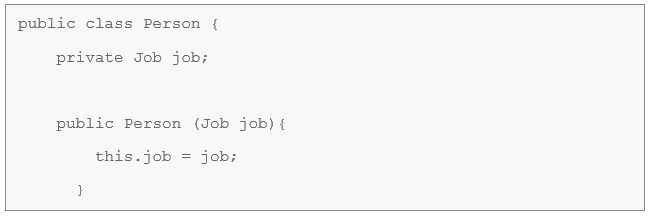 public class Person {
    private Job job;
    public Person (Job job){
        this.job = job;
      }